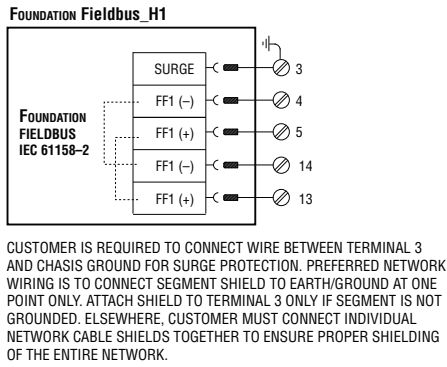 FOUNDATION Fieldbus_H1
SURGE 3
FF1 (–) 4
FOUNDATION
FIELDBUS
IEC 61158–2
FF1 (+) 5
FF1 (–) 14
FF1 (+) 13
CUSTOMER IS REQUIRED TO CONNECT WIRE BETWEEN TERMINAL 3
AND CHASIS GROUND FOR SURGE PROTECTION. PREFERRED NETWORK
WIRING IS TO CONNECT SEGMENT SHIELD TO EARTH/GROUND AT ONE
POINT ONLY. ATTACH SHIELD TO TERMINAL 3 ONLY IF SEGMENT IS NOT
GROUNDED. ELSEWHERE, CUSTOMER MUST CONNECT INDIVIDUAL
NETWORK CABLE SHIELDS TOGETHER TO ENSURE PROPER SHIELDING
OF THE ENTIRE NETWORK.